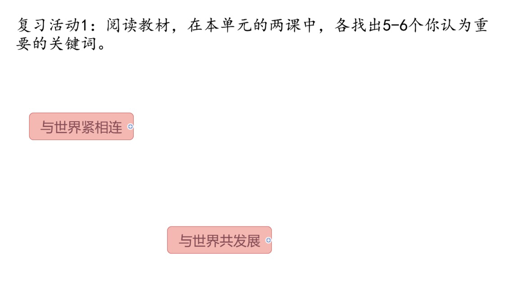 复习活动1：阅读教材，在本单元的两课中，各找出5-6个你认为重
要的关键词。
与世界紧相连
与世界共发展